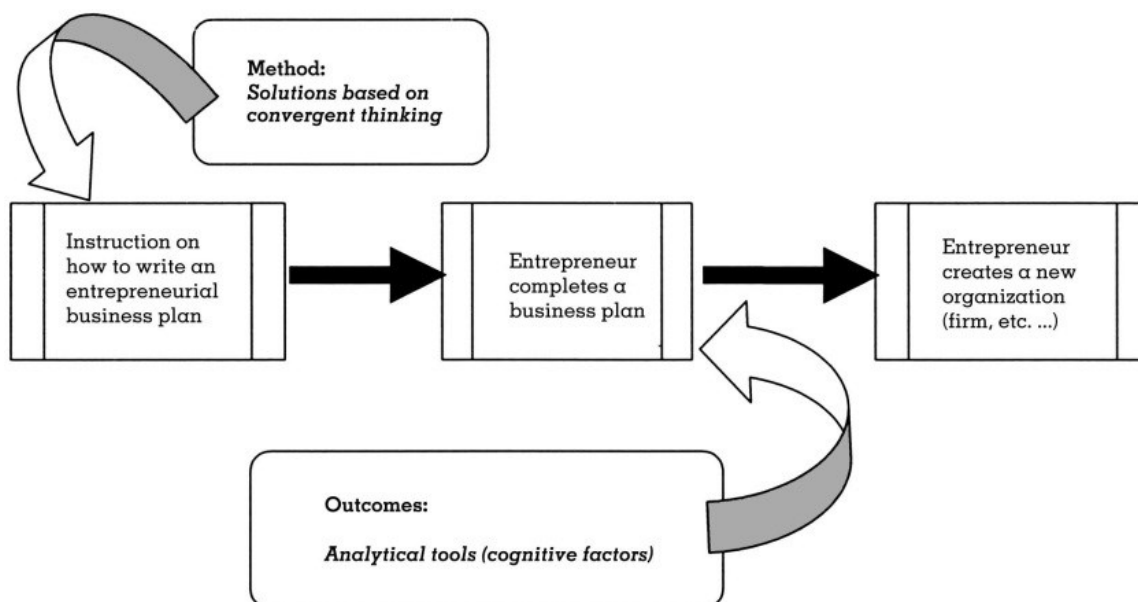 Method:
Solutions based on
convergent thinking
Instruction on
how to write an
entrepreneurial
business plan
Entrepreneur
completes a
business plan
Entrepreneur
creates a new
organization
(firm, etc. ...)
Outcomes:
Analytical tools (cognitive factors)